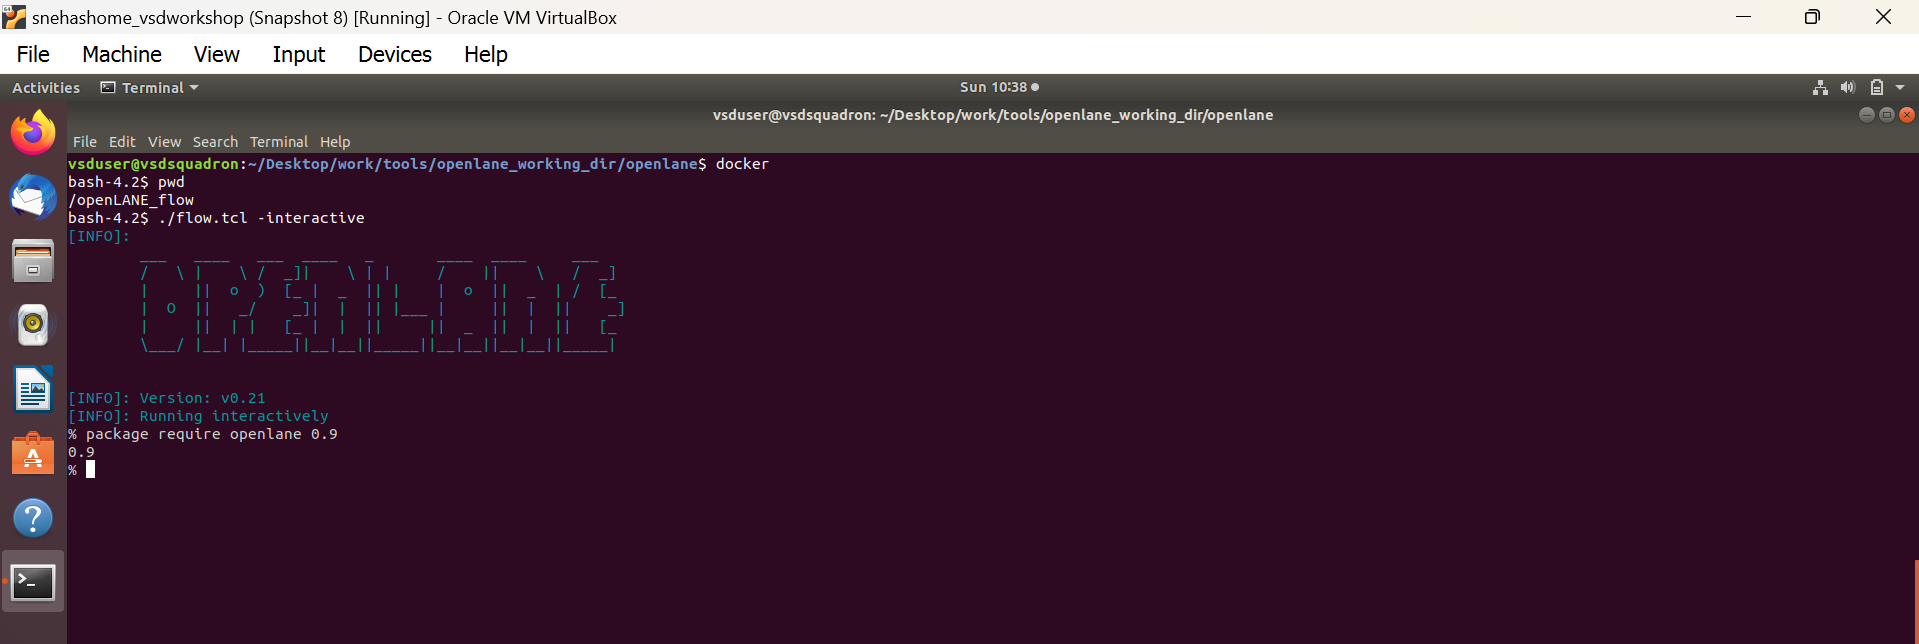 snehashome_vsdworkshop (Snapshot 8) [Running] - Oracle VM VirtualBox
File Machine View Input Devices Help
Activities Terminal Sun 10:38
vsduser@vsdsquadron: ~/Desktop/work/tools/openlane_working_dir/openlane
File Edit View Search Terminal Help
vsduser@vsdsquadron:~/Desktop/work/tools/openlane_working_dir/openlane$ docker
bash-4.2$ pwd
/openLANE_flow
bash-4.2$ ./flow.tcl -interactive
[INFO]:
OPENLANE
[INFO]: Version: v0.21
[INFO]: Running interactively
% package require openlane 0.9
0.9
%